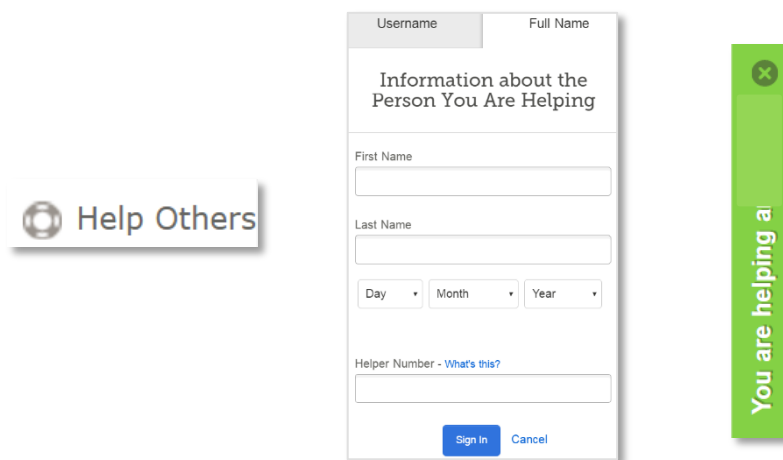 Help Others
Username
Full Name
Information about the
Person You Are Helping
First Name
Last Name
Day
Month
Year
Helper Number - What's this?
Sign In
Cancel
You are helping